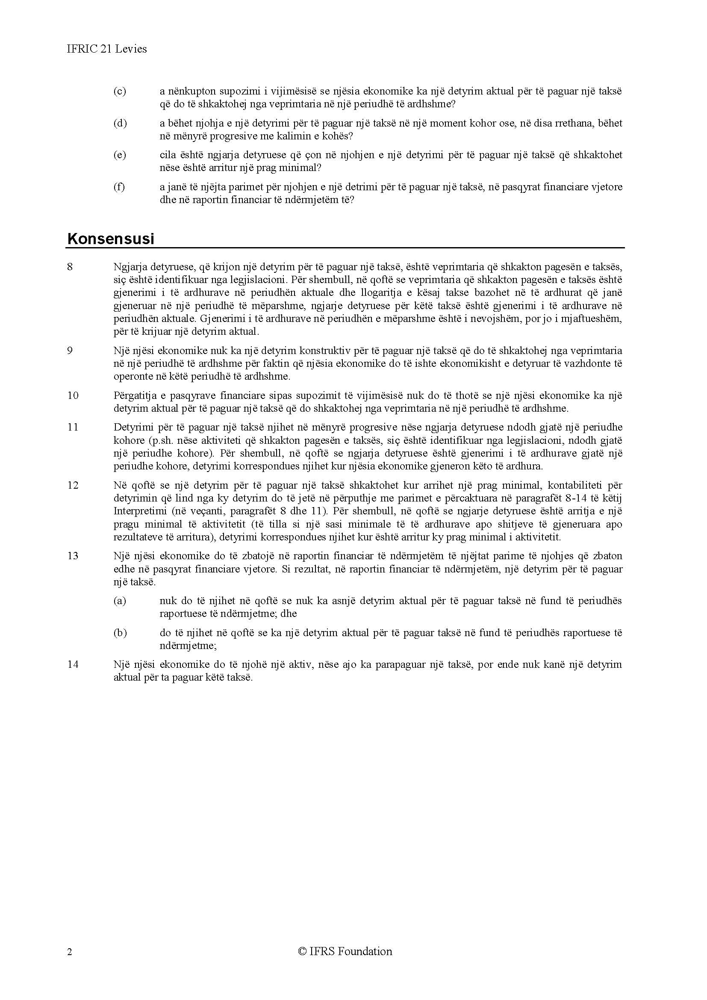 IFRIC 21 Levies
(c) a nënkupton supozimi i vijimësisë se njësia ekonomike ka një detyrim aktual për të paguar një taksë
që do të shkaktohej nga veprimtaria në një periudhë të ardhshme?
(d) a bëhet njohja e një detyrimi për të paguar një taksë në një moment kohor ose, në disa rrethana, bëhet
në mënyrë progresive me kalimin e kohës?
(e) cila është ngjarja detyruese që çon në njohjen e një detyrimi për të paguar një taksë që shkaktohet
nëse është arritur një prag minimal?
(f) a janë të njëjta parimet për njohjen e një detrimi për të paguar një taksë, në pasqyrat financiare vjetore
dhe në raportin financiar të ndërmjetëm të?
Konsensusi
8 Ngjarja detyruese, që krijon një detyrim për të paguar një taksë, është veprimtaria që shkakton pagesën e taksës,
siç është identifikuar nga legjislacioni. Për shembull, në qoftë se veprimtaria që shkakton pagesën e taksës është
gjenerimi i të ardhurave në periudhën aktuale dhe llogaritja e kësaj takse bazohet në të ardhurat që janë
gjeneruar në një periudhë të mëparshme, ngjarje detyruese për këtë taksë është gjenerimi i të ardhurave në
periudhën aktuale. Gjenerimi i të ardhurave në periudhën e mëparshme është i nevojshëm, por jo i mjaftueshëm,
për të krijuar një detyrim aktual.
9 Një njësi ekonomike nuk ka një detyrim konstruktiv për të paguar një taksë që do të shkaktohej nga veprimtaria
në një periudhë të ardhshme për faktin që njësia ekonomike do të ishte ekonomikisht e detyruar të vazhdonte të
operonte në këtë periudhë të ardhshme.
10 Përgatitja e pasqyrave financiare sipas supozimit të vijimësisë nuk do të thotë se një njësi ekonomike ka një
detyrim aktual për të paguar një taksë që do shkaktohej nga veprimtaria në një periudhë të ardhshme.
11 Detyrimi për të paguar një taksë njihet në mënyrë progresive nëse ngjarja detyruese ndodh gjatë një periudhe
kohore (p.sh. nëse aktiviteti që shkakton pagesën e taksës, siç është identifikuar nga legjislacioni, ndodh gjatë
një periudhe kohore). Për shembull, në qoftë se ngjarja detyruese është gjenerimi i të ardhurave gjatë një
periudhe kohore, detyrimi korrespondues njihet kur njësia ekonomike gjeneron këto të ardhura.
12 Në qoftë se një detyrim për të paguar një taksë shkaktohet kur arrihet një prag minimal, kontabiliteti për
detyrimin që lind nga ky detyrim do të jetë në përputhje me parimet e përcaktuara në paragrafët 8-14 të këtij
Interpretimi (në veçanti, paragrafët 8 dhe 11). Për shembull, në qoftë se ngjarje detyruese është arritja e një
pragu minimal të aktivitetit (të tilla si një sasi minimale të të ardhurave apo shitjeve të gjeneruara apo
rezultateve të arritura), detyrimi korrespondues njihet kur është arritur ky prag minimal i aktivitetit.
13 Një njësi ekonomike do të zbatojë në raportin financiar të ndërmjetëm të njëjtat parime të njohjes që zbaton
edhe në pasqyrat financiare vjetore. Si rezultat, në raportin financiar të ndërmjetëm, një detyrim për të paguar
një taksë.
(a) nuk do të njihet në qoftë se nuk ka asnjë detyrim aktual për të paguar taksë në fund të periudhës
raportuese të ndërmjetme; dhe
(b) do të njihet në qoftë se ka një detyrim aktual për të paguar taksë në fund të periudhës raportuese të
ndërmjetme;
14 Një njësi ekonomike do të njohë një aktiv, nëse ajo ka parapaguar një taksë, por ende nuk kanë një detyrim
aktual për ta paguar këtë taksë.
2 © IFRS Foundation